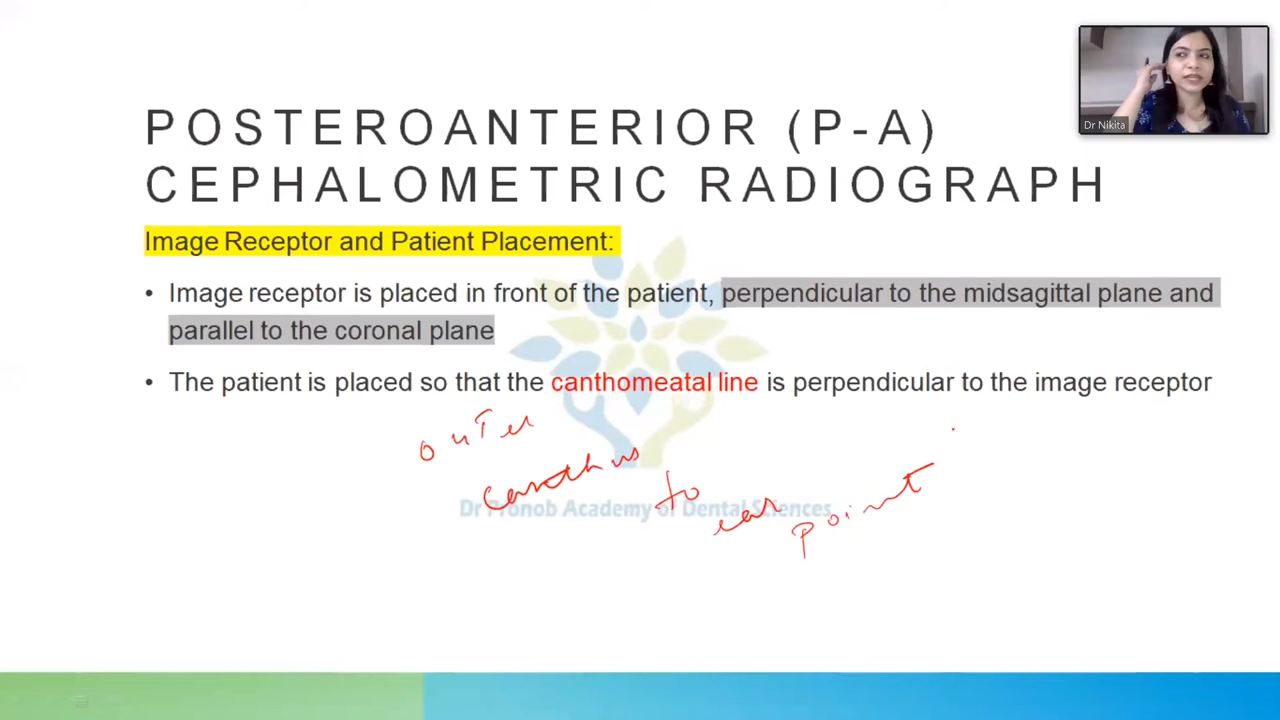 Dr Nikita
POSTEROANTERIOR (P-A)
CEPHALOMETRIC RADIOGRAPH
Image Receptor and Patient Placement:
• Image receptor is placed in front of the patient, perpendicular to the midsagittal plane and
parallel to the coronal plane
• The patient is placed so that the canthomeatal line is perpendicular to the image receptor
outer
canthus
to
ear
point
Dr Pronob Academy of Dental Sciences